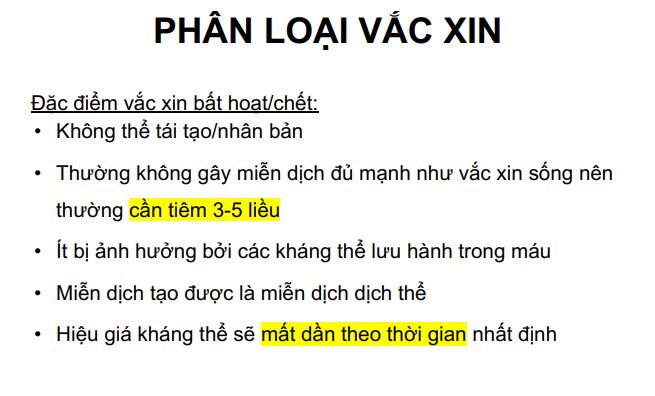 PHÂN LOẠI VẮC XIN
Đặc điểm vắc xin bất hoạt/chết:
• Không thể tái tạo/nhân bản
• Thường không gây miễn dịch đủ mạnh như vắc xin sống nên
thường cần tiêm 3-5 liều
• Ít bị ảnh hưởng bởi các kháng thể lưu hành trong máu
• Miễn dịch tạo được là miễn dịch dịch thể
• Hiệu giá kháng thể sẽ mất dần theo thời gian nhất định